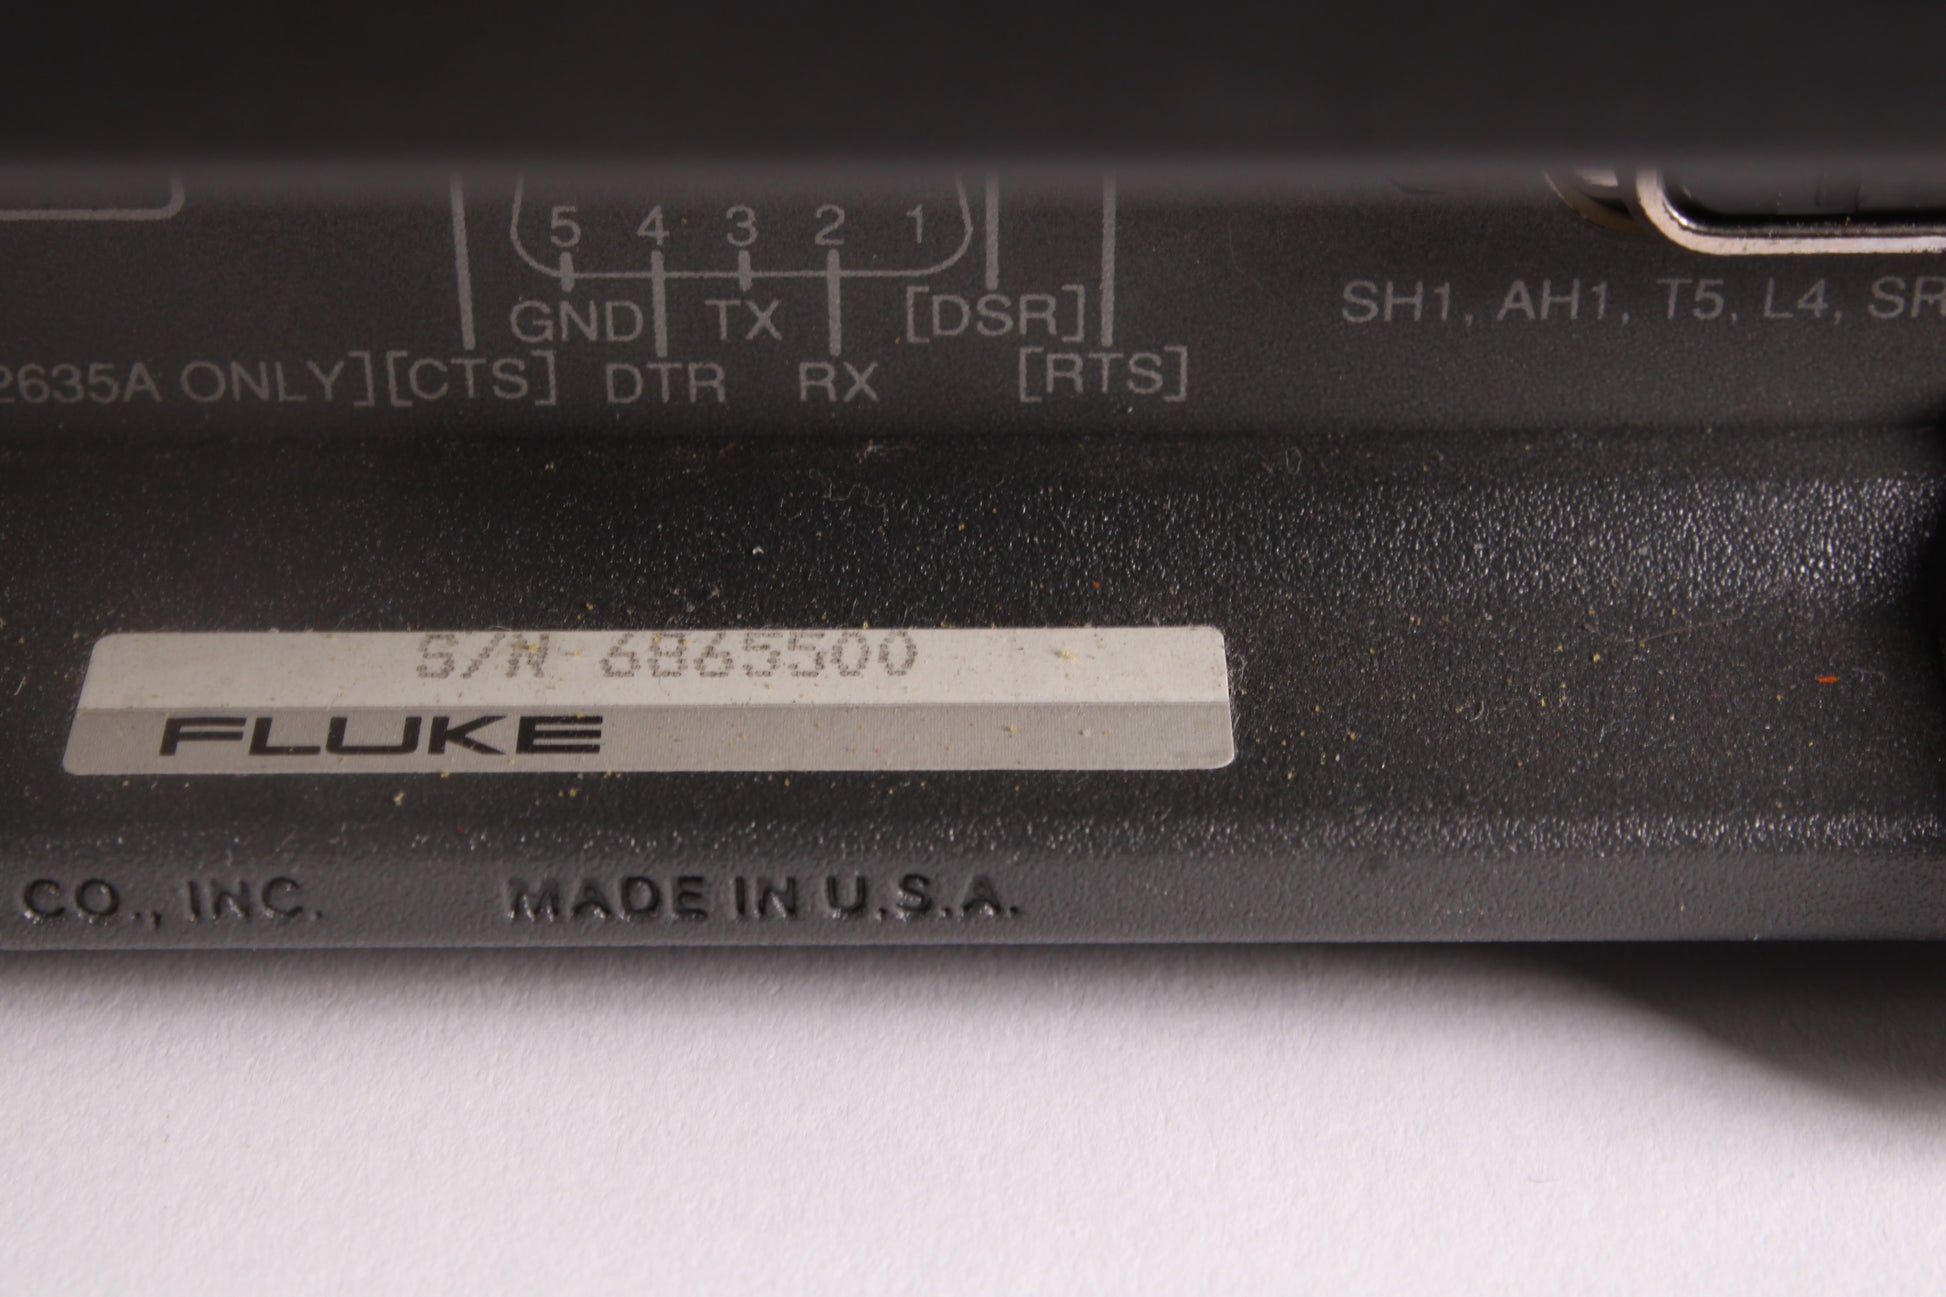 5 4 3 2 1
GND TX [DSR]
2635A ONLY] [CTS] DTR RX [RTS]
SH1, AH1, T5, L4, SR
S/N 6865500
FLUKE
CO., INC. MADE IN U.S.A.